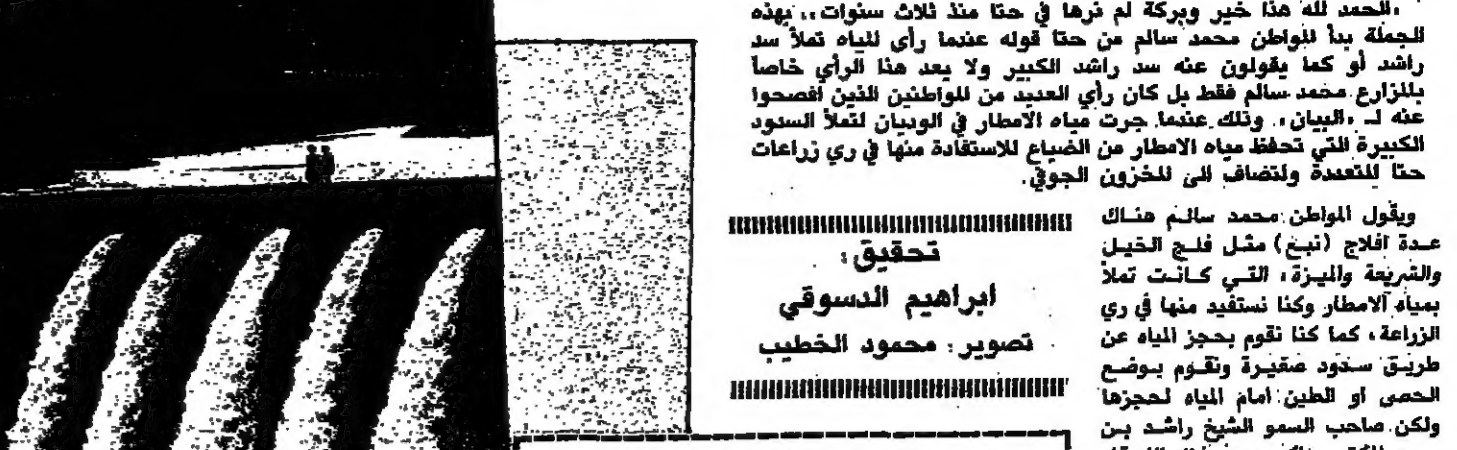 «الحمد لله هذا خير وبركة لم نرها في حتا منذ ثلاث سنوات».. بهذه
الجملة بدأ المواطن محمد سالم من حتا قوله عندما رأى المياه تملأ سد
راشد أو كما يقولون عنه سد راشد الكبير ولا يعد هذا الرأي خاصاً
بالمزارع محمد سالم فقط بل كان رأي العديد من المواطنين الذين أفصحوا
عنه لـ «البيان». وذلك عندما جرت مياه الامطار في الوديان لتملأ السدود
الكبيرة التي تحفظ مياه الامطار من الضياع للاستفادة منها في ري زراعات
حتا المتعددة ولتضاف الى المخزون الجوفي.
ويقول المواطن محمد سالم هناك
عدة افلاج (نبع) مثل فلج الخيل
والشريعة والميزة، التي كانت تملأ
بمياه الامطار وكنا نستفيد منها في ري
الزراعة، كما كنا نقوم بحجز المياه عن
طريق سدود صغيرة ونقوم بوضع
الحصى او الطين امام المياه لحجزها
ولكن صاحب السمو الشيخ راشد بن
تحقيق:
ابراهيم الدسوقي
تصوير: محمود الخطيب